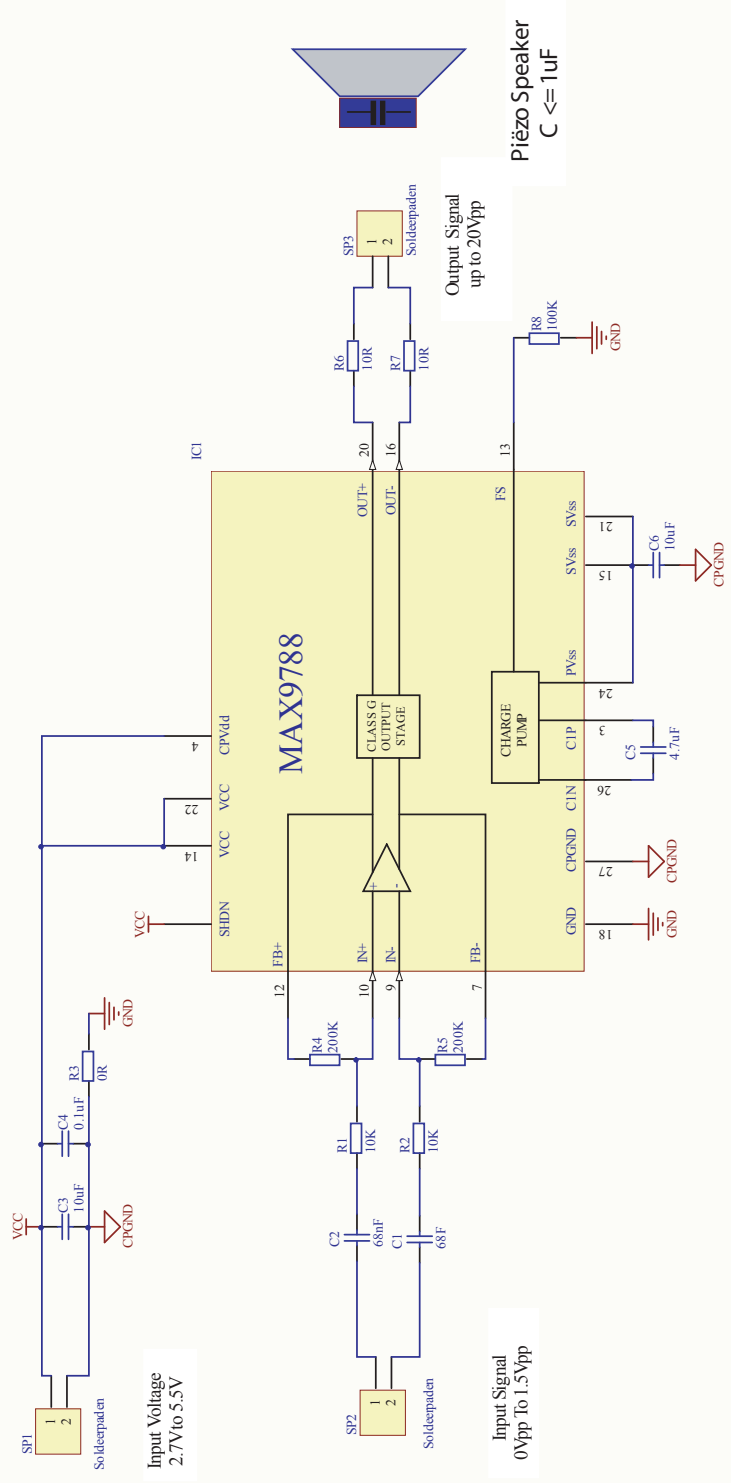 SP1
1
2
Soldeerpaden
Input Voltage
2.7V to 5.5V
VCC
C3
10uF
CPGND
C4
0.1uF
R3
0R
GND
SP2
1
2
Soldeerpaden
Input Signal
0Vpp To 1.5Vpp
C2
68nF
C1
68F
R1
10K
R2
10K
R4
200K
R5
200K
12
10
9
7
IC1
MAX9788
VCC
SHDN
14
VCC
22
VCC
4
CPVdd
FB+
IN+
IN-
FB-
+
-
CLASS G
OUTPUT
STAGE
OUT+
OUT-
20
16
CHARGE
PUMP
FS
13
GND
18
GND
CPGND
27
CPGND
C1N
26
C1P
3
C5
4.7uF
PVss
24
SVss
15
SVss
21
C6
10uF
CPGND
R8
100K
GND
R6
10R
R7
10R
SP3
1
2
Soldeerpaden
Output Signal
up to 20Vpp
Piëzo Speaker
C <= 1uF